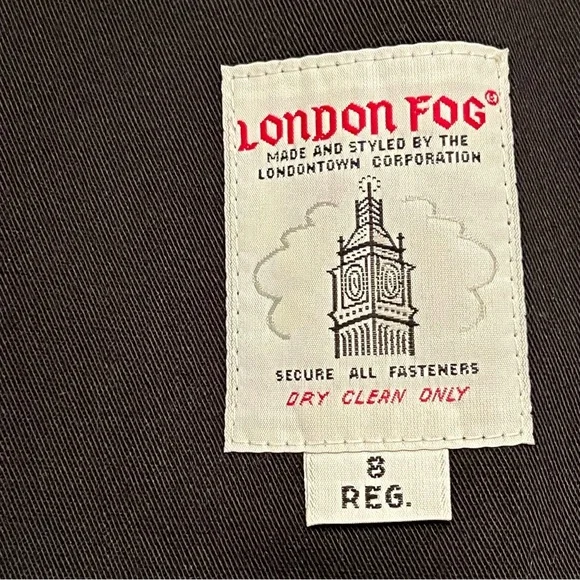 LONDON FOG®
MADE AND STYLED BY THE
LONDONTOWN CORPORATION
SECURE ALL FASTENERS
DRY CLEAN ONLY
8
REG.